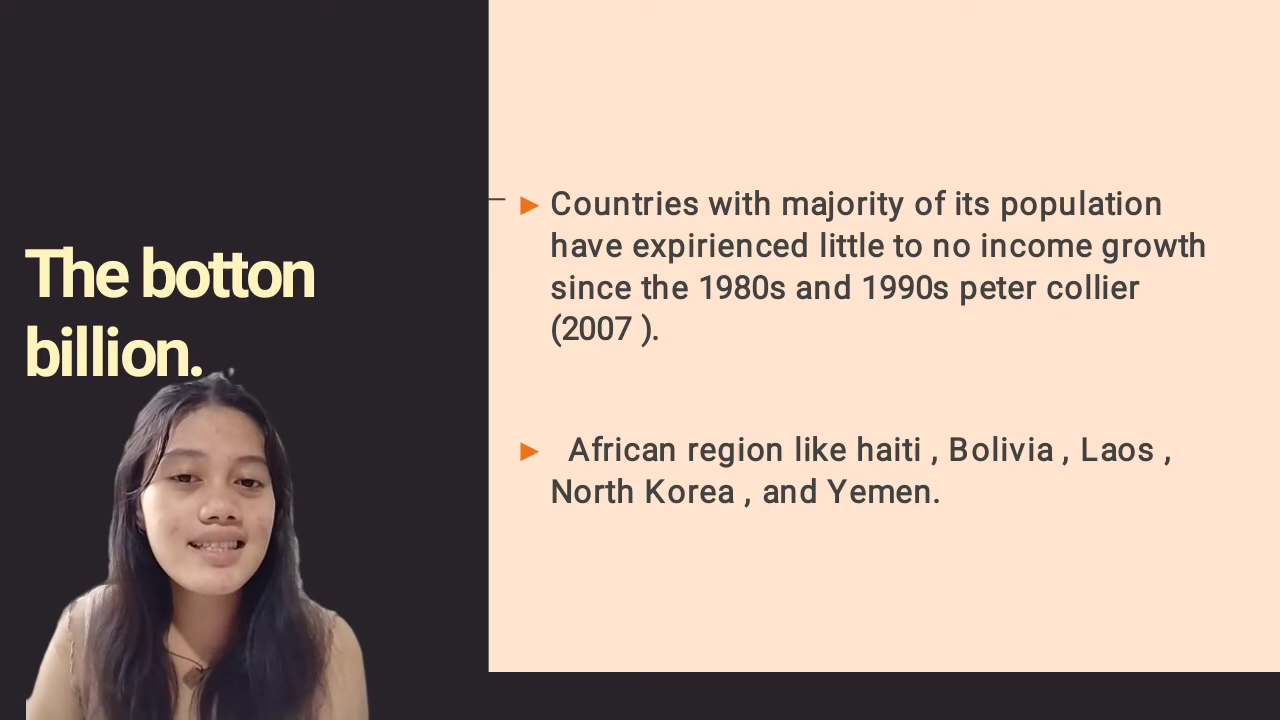 The botton
billion.
Countries with majority of its population
have expirienced little to no income growth
since the 1980s and 1990s peter collier
(2007 ).
African region like haiti , Bolivia , Laos ,
North Korea , and Yemen.